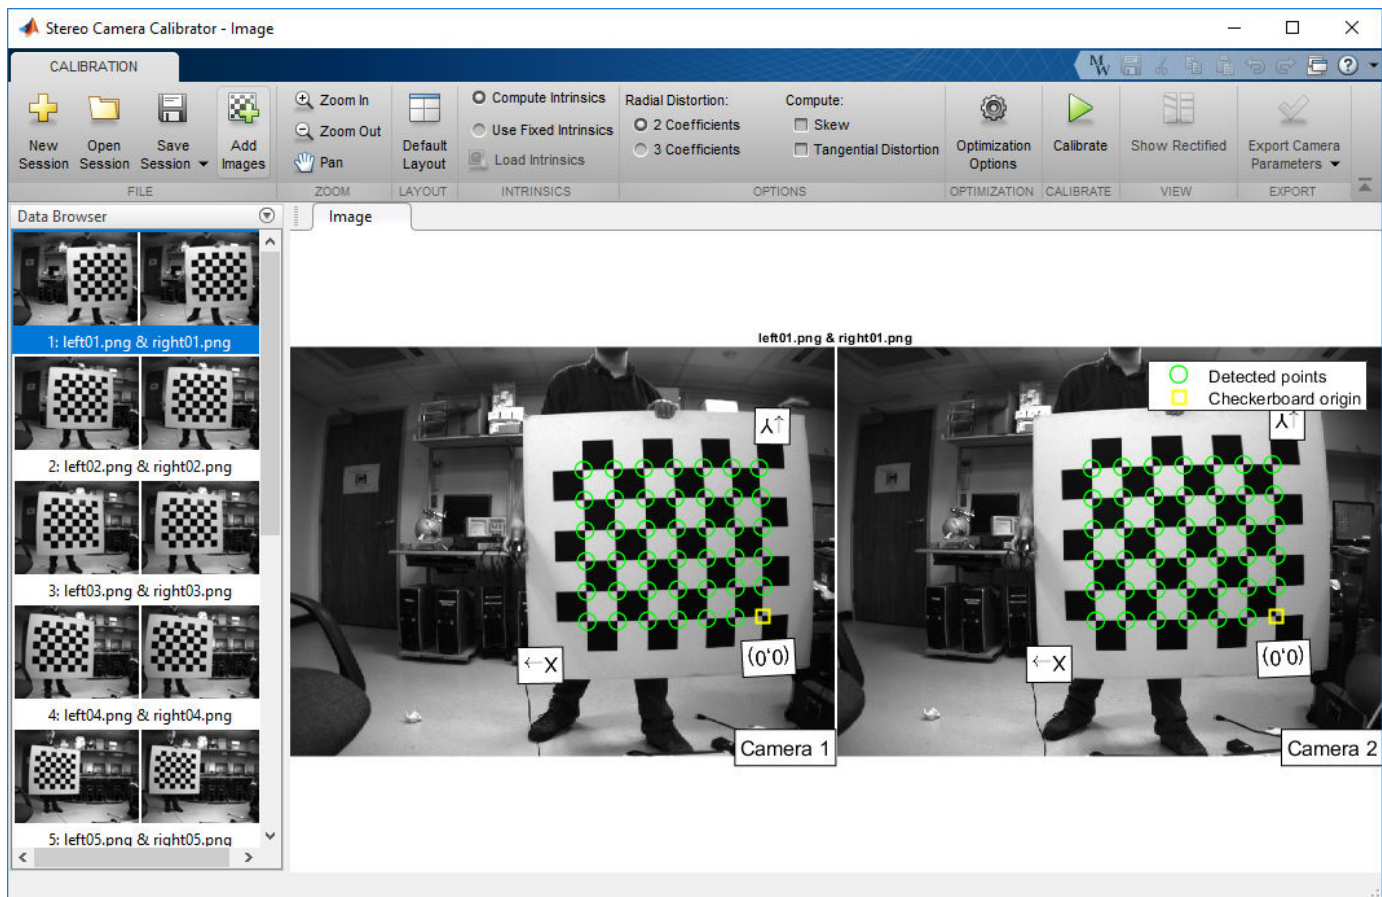 Stereo Camera Calibrator - Image
CALIBRATION
New Session
Open Session
Save Session
Add Images
Zoom In
Zoom Out
Pan
Default Layout
Compute Intrinsics
Use Fixed Intrinsics
Load Intrinsics
Radial Distortion:
2 Coefficients
3 Coefficients
Compute:
Skew
Tangential Distortion
Optimization Options
Calibrate
Show Rectified
Export Camera Parameters
FILE
ZOOM
LAYOUT
INTRINSICS
OPTIONS
OPTIMIZATION
CALIBRATE
VIEW
EXPORT
Data Browser
Image
1: left01.png & right01.png
2: left02.png & right02.png
3: left03.png & right03.png
4: left04.png & right04.png
5: left05.png & right05.png
left01.png & right01.png
Detected points
Checkerboard origin
Y↑
Y↑
←X
(0,0)
←X
(0,0)
Camera 1
Camera 2